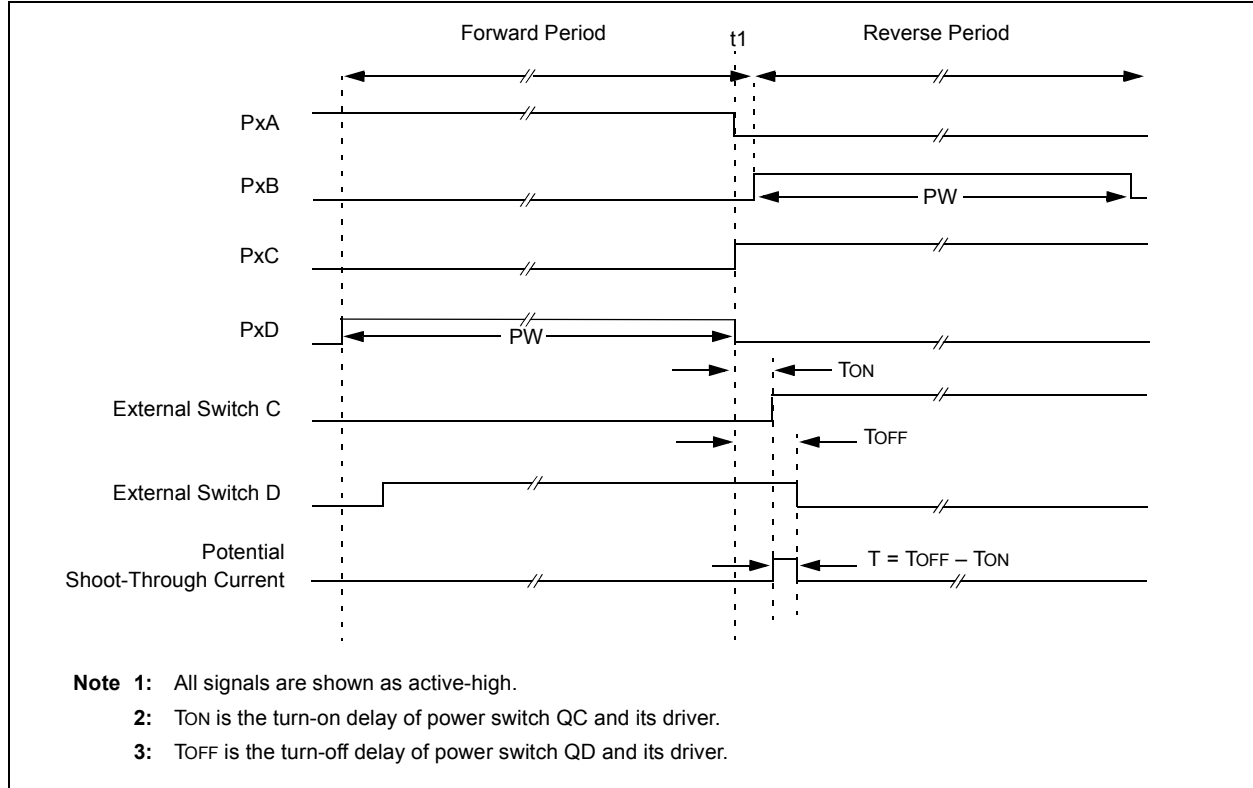 Forward Period
t1
Reverse Period
PxA
PxB
PW
PxC
PxD
PW
TON
External Switch C
TOFF
External Switch D
Potential
Shoot-Through Current
T = TOFF – TON
Note 1: All signals are shown as active-high.
2: TON is the turn-on delay of power switch QC and its driver.
3: TOFF is the turn-off delay of power switch QD and its driver.